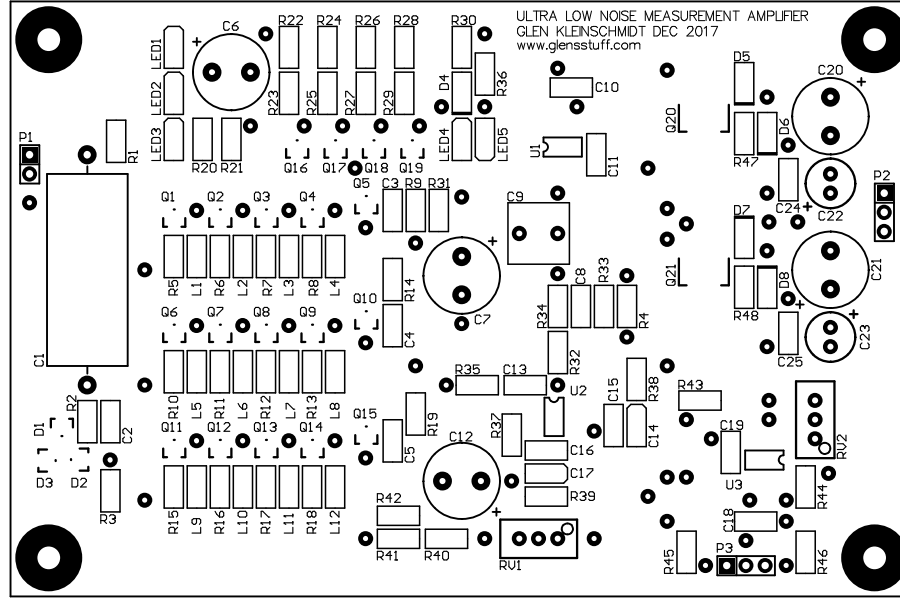 ULTRA LOW NOISE MEASUREMENT AMPLIFIER
GLEN KLEINSCHMIDT DEC 2017
www.glensstuff.com
LED1
C6
R22
R24
R26
R28
R30
R36
D4
C10
D5
C20
LED2
R23
R25
R27
R29
Q20
D6
P1
R1
LED3
R20
R21
Q16
Q17
Q18
Q19
LED4
LED5
U1
C11
R47
C24
C22
P2
Q1
Q2
Q3
Q4
Q5
C3
R9
R31
C9
D7
R5
L1
R6
L2
R7
L3
R8
L4
R14
C7
R34
C8
R33
R4
Q21
R48
D8
C21
Q6
Q7
Q8
Q9
Q10
C4
C1
R32
C25
C23
R10
L5
R11
L6
R12
L7
R13
L8
R35
C13
U2
R38
R43
R2
C2
D1
Q11
Q12
Q13
Q14
Q15
C5
R19
C12
R37
C16
C15
C14
C19
RV2
D3
D2
C17
U3
R3
R15
L9
R16
L10
R17
L11
R18
L12
R42
R39
R44
C18
R41
R40
RV1
R45
P3
R46